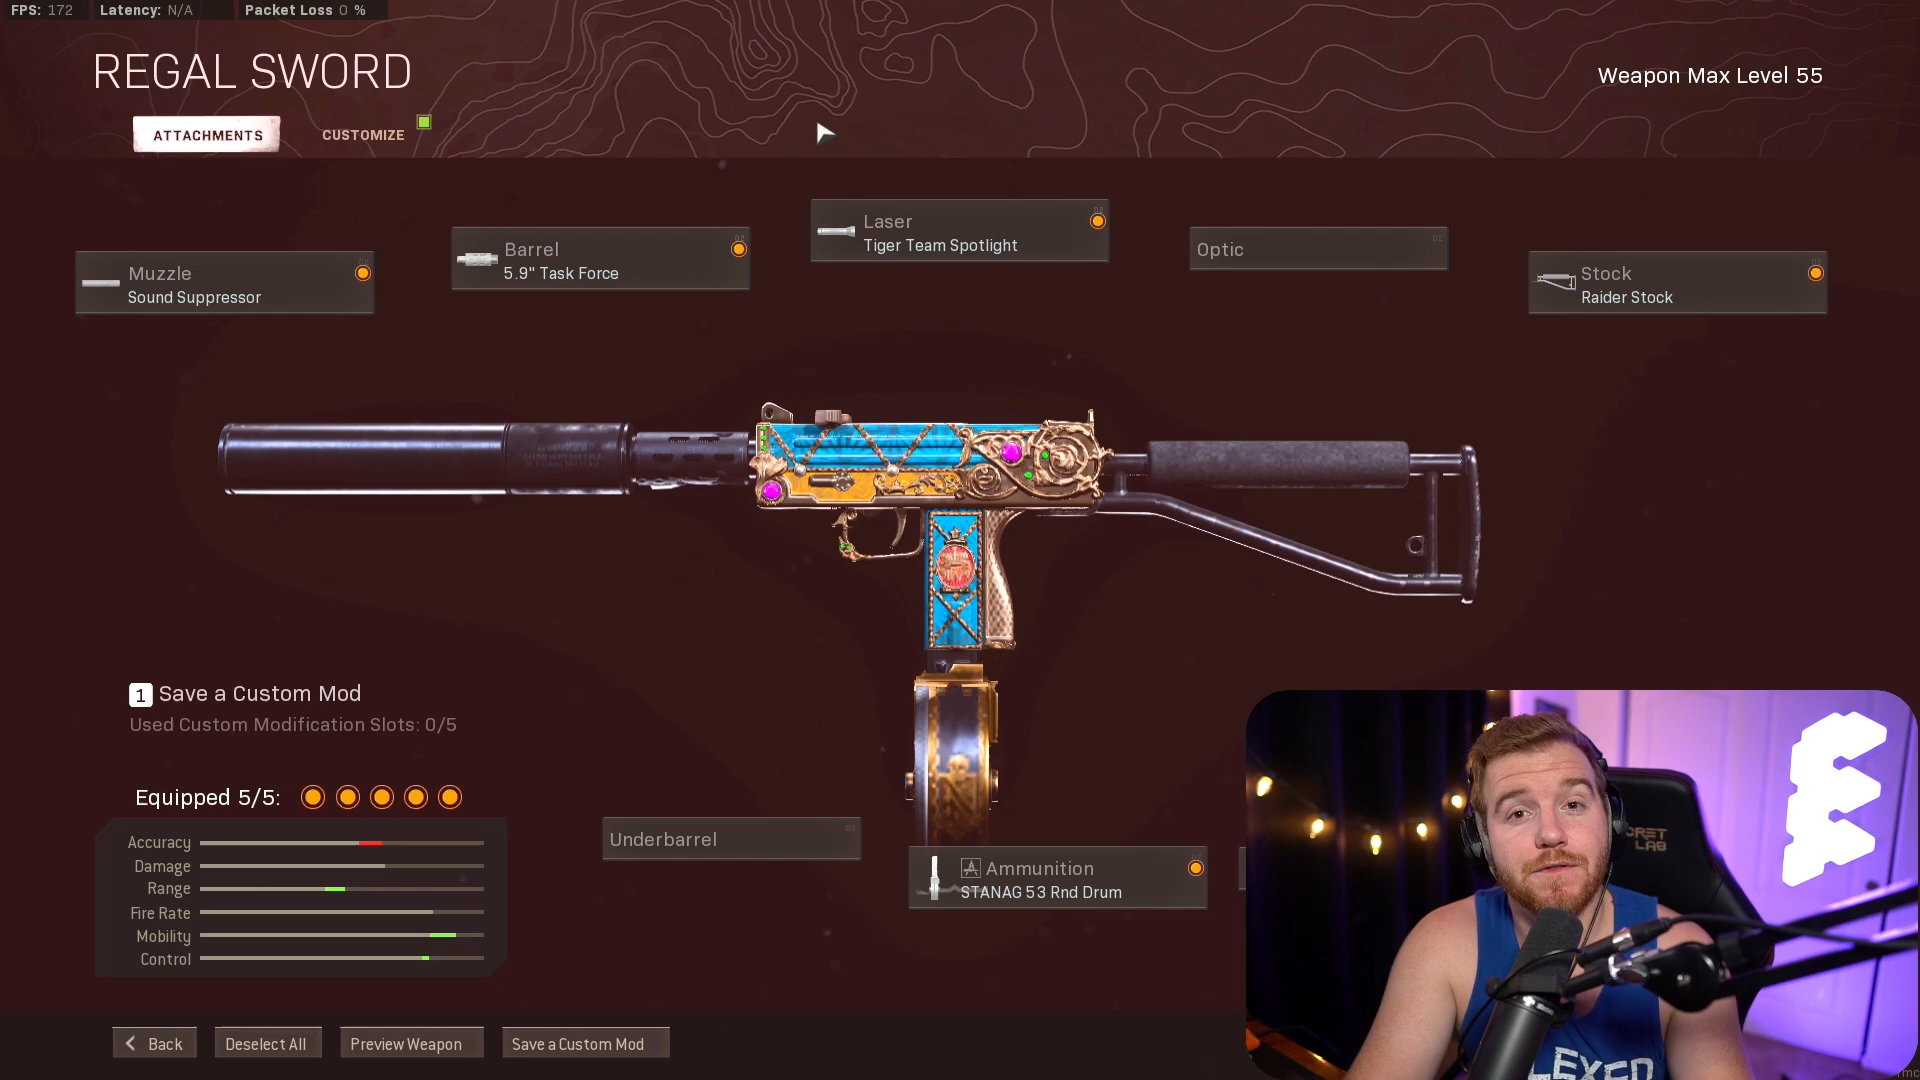 FPS: 172 Latency: N/A Packet Loss 0 %
REGAL SWORD
Weapon Max Level 55
ATTACHMENTS CUSTOMIZE
Laser
Tiger Team Spotlight
Barrel
5.9" Task Force
Optic
Muzzle
Sound Suppressor
Stock
Raider Stock
1 Save a Custom Mod
Used Custom Modification Slots: 0/5
Equipped 5/5:
Accuracy
Damage
Range
Fire Rate
Mobility
Control
Underbarrel
Ammunition
STANAG 53 Rnd Drum
LAB
Back Deselect All Preview Weapon Save a Custom Mod